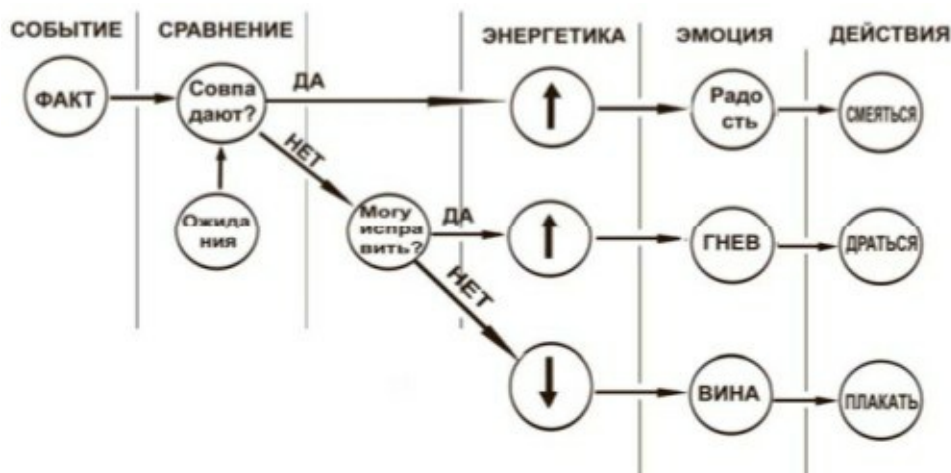 СОБЫТИЕ СРАВНЕНИЕ ЭНЕРГЕТИКА ЭМОЦИЯ ДЕЙСТВИЯ
ФАКТ
Совпа
дают?
ДА
Радо
сть
СМЕЯТЬСЯ
НЕТ
Ожида
ния
Могу
испра
вить?
ДА
ГНЕВ
ДРАТЬСЯ
НЕТ
ВИНА
ПЛАКАТЬ